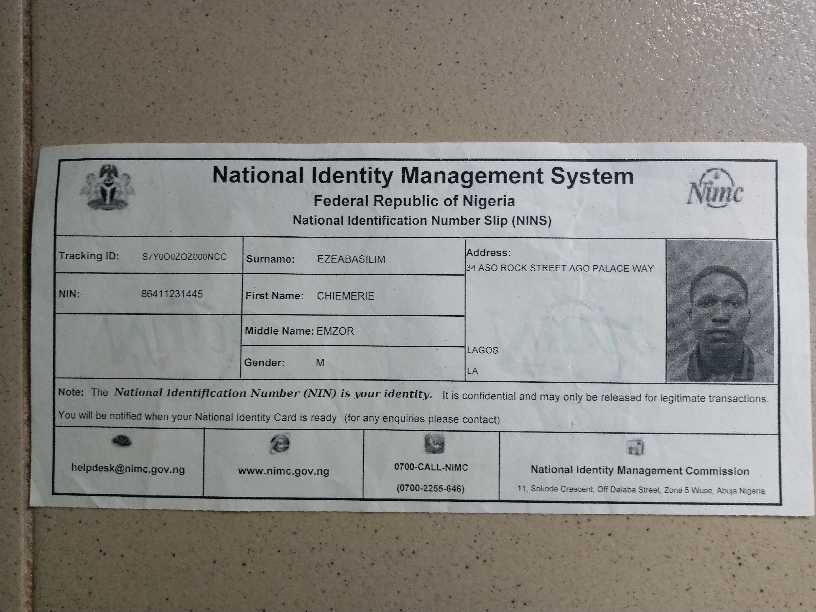 Nimc
National Identity Management System
Federal Republic of Nigeria
National Identification Number Slip (NINS)
Tracking ID:
Surname: EZEABASILIM
Address:
31 ASO ROCK STREET AGO PALACE WAY
NIN: 86411231445
First Name: CHIEMERIE
Middle Name: EMZOR
LAGOS
Gender: M
LA
Note: The National Identification Number (NIN) is your identity. It is confidential and may only be released for legitimate transactions.
You will be notified when your National Identity Card is ready (for any enquiries please contact)
helpdesk@nimc.gov.ng
www.nimc.gov.ng
0700-CALL-NIMC
(0700-2255-646)
National Identity Management Commission
11, Sokode Crescent, Off Dalaba Street, Zone 5 Wuse, Abuja Nigeria